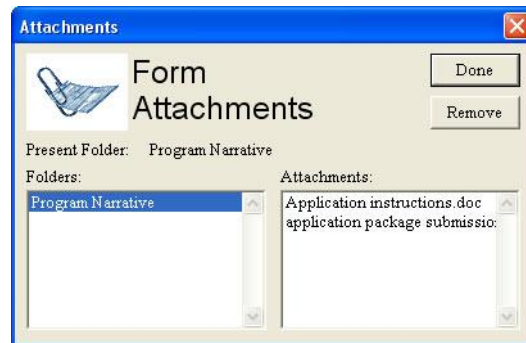 Attachments
Form
Attachments
Done
Remove
Present Folder: Program Narrative
Folders:
Attachments:
Program Narrative
Application instructions.doc
application package submissio